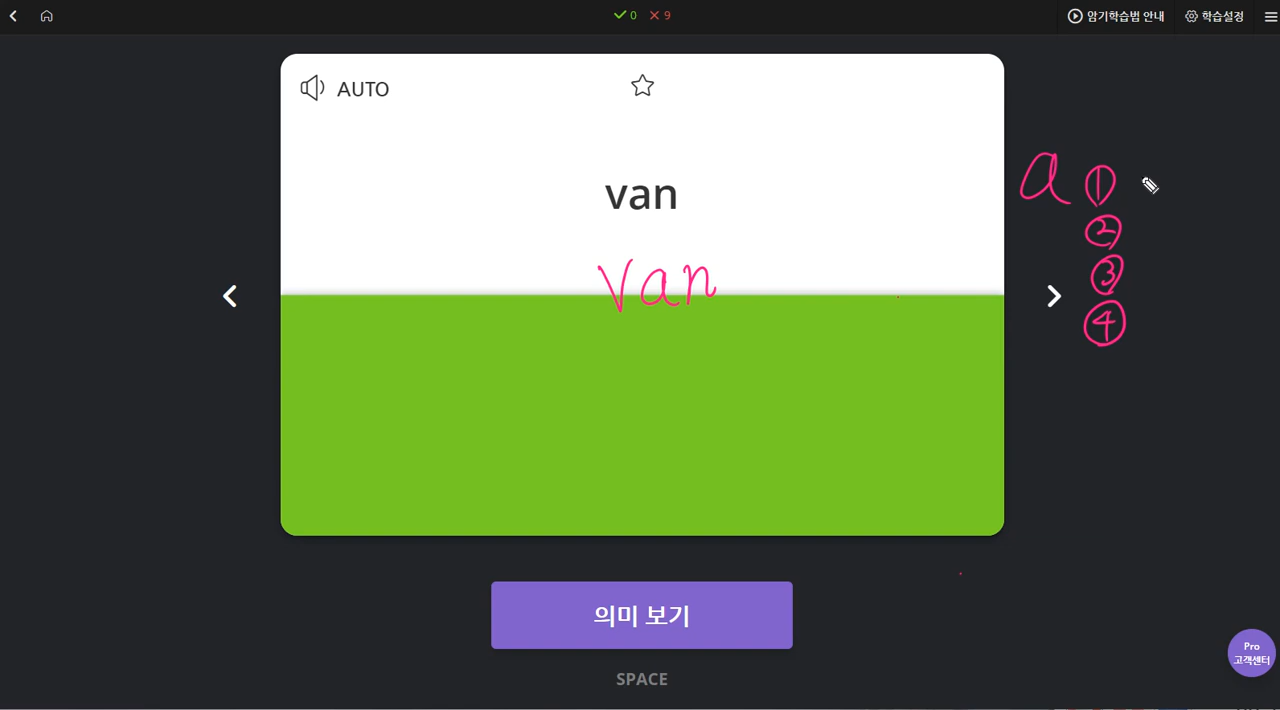 0 9 암기학습법 안내 학습설정
AUTO
van
van
a ①
②
③
④
의미 보기
SPACE
Pro
고객센터